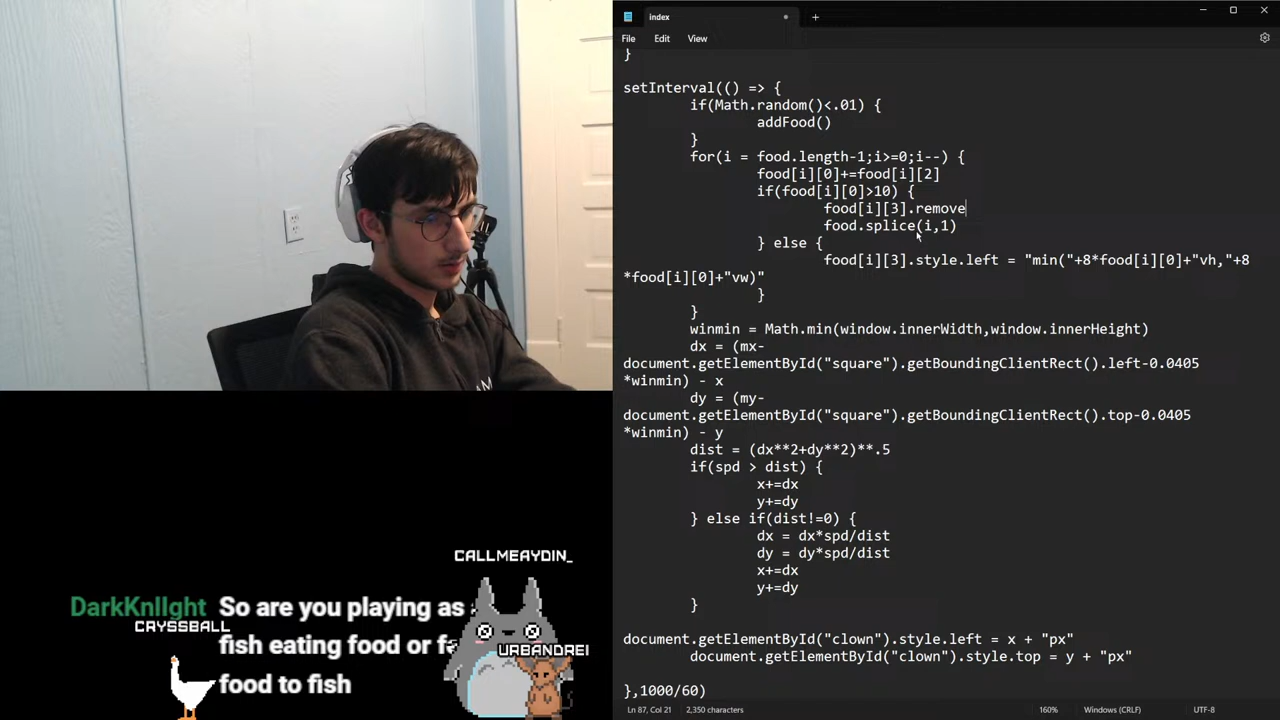 index
File Edit View
}
setInterval(() => {
if(Math.random()<.01) {
addFood()
}
for(i = food.length-1;i>=0;i--) {
food[i][0]+=food[i][2]
if(food[i][0]>10) {
food[i][3].remove
food.splice(i,1)
} else {
food[i][3].style.left = "min("+8*food[i][0]+"vh,"+8
*food[i][0]+"vw)"
}
}
winmin = Math.min(window.innerWidth,window.innerHeight)
dx = (mx-
document.getElementById("square").getBoundingClientRect().left-0.0405
*winmin) - x
dy = (my-
document.getElementById("square").getBoundingClientRect().top-0.0405
*winmin) - y
dist = (dx**2+dy**2)**.5
if(spd > dist) {
x+=dx
y+=dy
} else if(dist!=0) {
dx = dx*spd/dist
dy = dy*spd/dist
x+=dx
y+=dy
}
document.getElementById("clown").style.left = x + "px"
document.getElementById("clown").style.top = y + "px"
},1000/60)
Ln 87, Col 21 2,350 characters 160% Windows (CRLF) UTF-8
CALLMEAYDIN_
DarkKnlIght So are you playing as
CRYSSBALL
fish eating food or
URBANDREI
food to fish